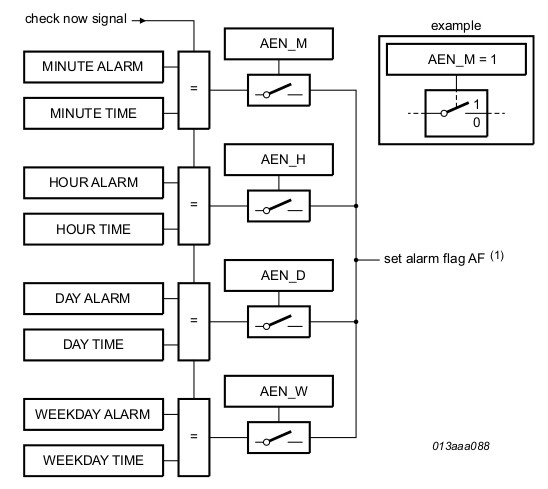 check now signal
example
MINUTE ALARM
MINUTE TIME
=
AEN_M
AEN_M = 1
1
0
HOUR ALARM
HOUR TIME
=
AEN_H
set alarm flag AF (1)
DAY ALARM
DAY TIME
=
AEN_D
WEEKDAY ALARM
WEEKDAY TIME
=
AEN_W
013aaa088